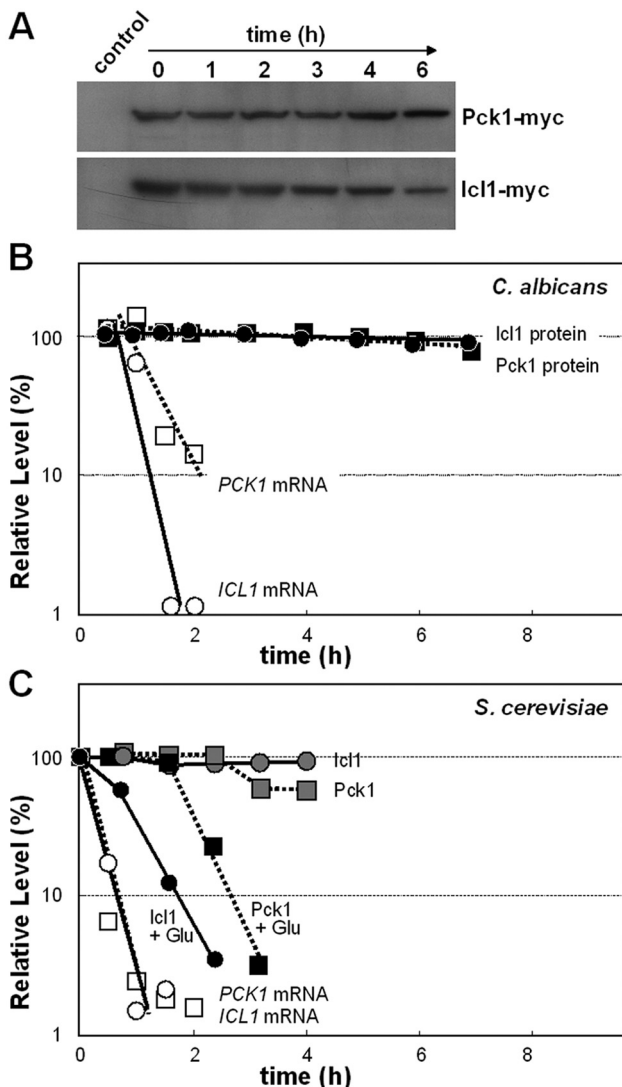 A
control
time (h)
0 1 2 3 4 6
Pck1-myc
Icl1-myc
B
C. albicans
Relative Level (%)
100
10
1
Icl1 protein
Pck1 protein
PCK1 mRNA
ICL1 mRNA
0 2 4 6 8
time (h)
C
S. cerevisiae
Relative Level (%)
100
10
1
Icl1
Pck1
Icl1
+ Glu
Pck1
+ Glu
PCK1 mRNA
ICL1 mRNA
0 2 4 6 8
time (h)